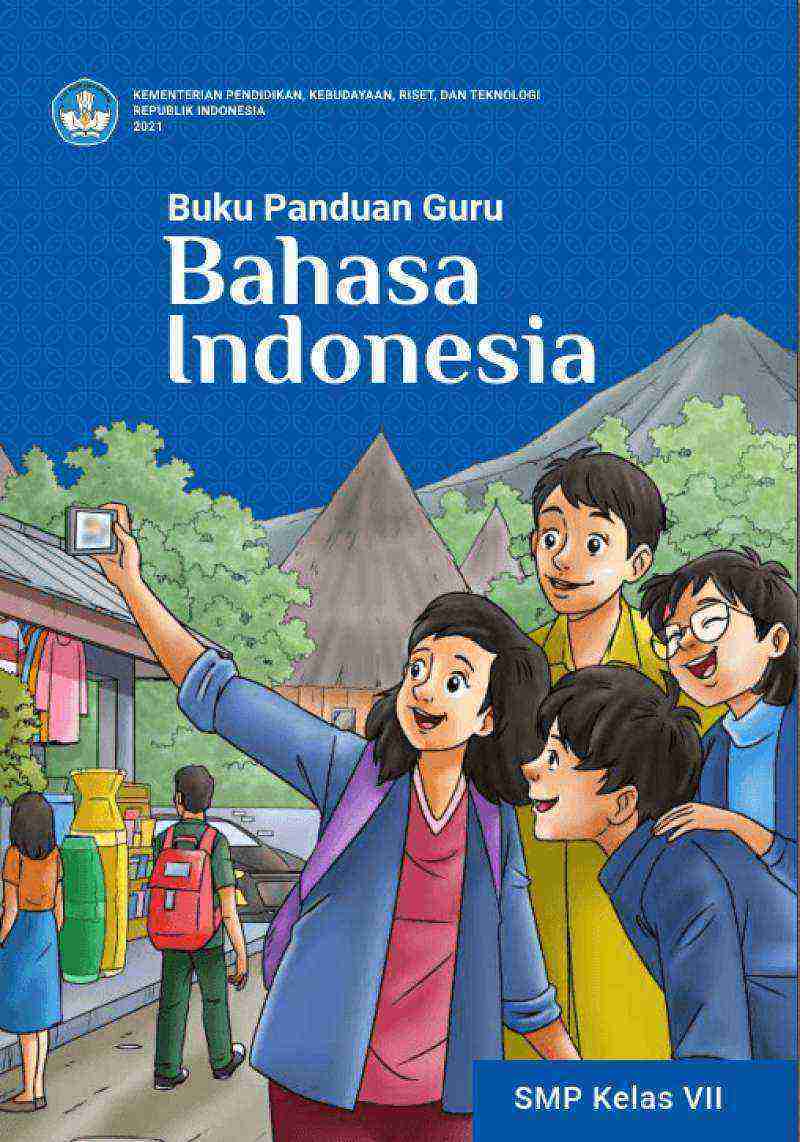 KEMENTERIAN PENDIDIKAN, KEBUDAYAAN, RISET, DAN TEKNOLOGI
REPUBLIK INDONESIA
2021
Buku Panduan Guru
Bahasa
Indonesia
SMP Kelas VII